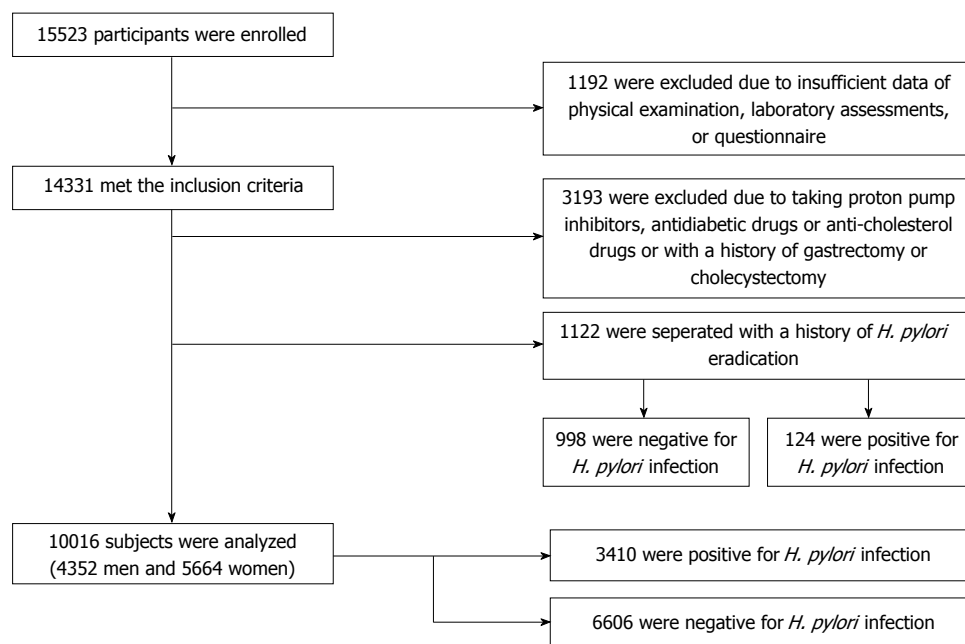 15523 participants were enrolled
1192 were excluded due to insufficient data of
physical examination, laboratory assessments,
or questionnaire
14331 met the inclusion criteria
3193 were excluded due to taking proton pump
inhibitors, antidiabetic drugs or anti-cholesterol
drugs or with a history of gastrectomy or
cholecystectomy
1122 were seperated with a history of H. pylori
eradication
998 were negative for
H. pylori infection
124 were positive for
H. pylori infection
10016 subjects were analyzed
(4352 men and 5664 women)
3410 were positive for H. pylori infection
6606 were negative for H. pylori infection